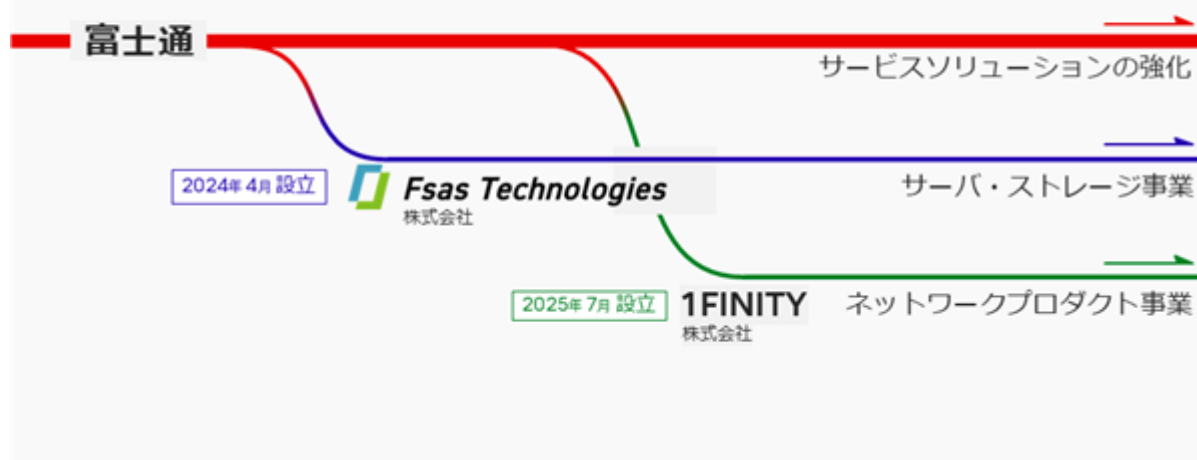 富士通
サービスソリューションの強化
2024年4月設立
Fsas Technologies
株式会社
サーバ・ストレージ事業
2025年7月設立
1FINITY
株式会社
ネットワークプロダクト事業